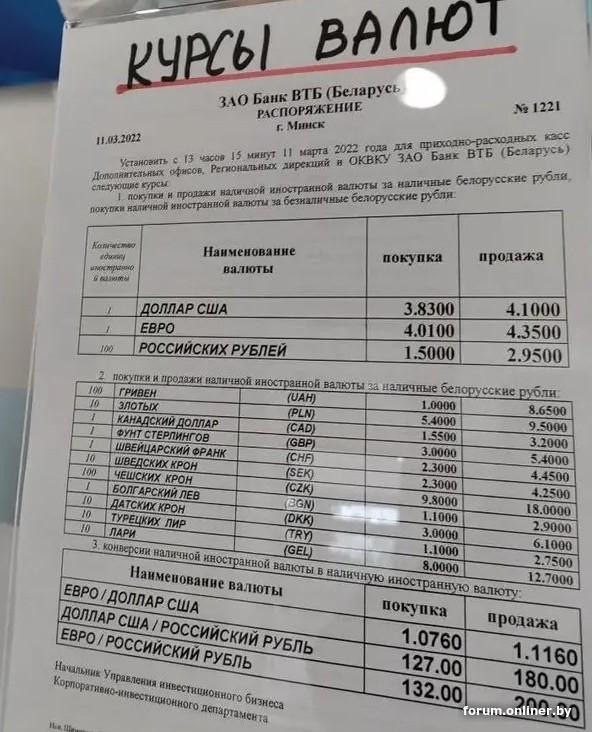 КУРСЫ ВАЛЮТ
ЗАО Банк ВТБ (Беларусь
РАСПОРЯЖЕНИЕ
г. Минск
11.03.2022 № 1221
Установить с 13 часов 15 минут 11 марта 2022 года для приходно-расходных касс
Дополнительных офисов, Региональных дирекций и ОКВКУ ЗАО Банк ВТБ (Беларусь)
следующие курсы:
1. покупки и продажи наличной иностранной валюты за наличные белорусские рубли,
покупки наличной иностранной валюты за безналичные белорусские рубли:
Количество
единиц
иностранно
й валюты
Наименование
валюты
покупка продажа
1 ДОЛЛАР США 3.8300 4.1000
1 ЕВРО 4.0100 4.3500
100 РОССИЙСКИХ РУБЛЕЙ 1.5000 2.9500
2. покупки и продажи наличной иностранной валюты за наличные белорусские рубли:
100 ГРИВЕН (UAH) 1.0000 8.6500
10 ЗЛОТЫХ (PLN) 5.4000 9.5000
1 КАНАДСКИЙ ДОЛЛАР (CAD) 1.5500 3.2000
1 ФУНТ СТЕРЛИНГОВ (GBP) 3.0000 5.4000
1 ШВЕЙЦАРСКИЙ ФРАНК (CHF) 2.3000 4.4500
10 ШВЕДСКИХ КРОН (SEK) 2.3000 4.2500
100 ЧЕШСКИХ КРОН (CZK) 9.8000 18.0000
1 БОЛГАРСКИЙ ЛЕВ (BGN) 1.1000 2.9000
10 ДАТСКИХ КРОН (DKK) 3.0000 6.1000
10 ТУРЕЦКИХ ЛИР (TRY) 1.1000 2.7500
10 ЛАРИ (GEL) 8.0000 12.7000
3. конверсии наличной иностранной валюты в наличную иностранную валюту:
Наименование валюты покупка продажа
ЕВРО / ДОЛЛАР США 1.0760 1.1160
ДОЛЛАР США / РОССИЙСКИЙ РУБЛЬ 127.00 180.00
ЕВРО / РОССИЙСКИЙ РУБЛЬ 132.00
Начальник Управления инвестиционного бизнеса
Корпоративно-инвестиционного департамента
forum.onliner.by